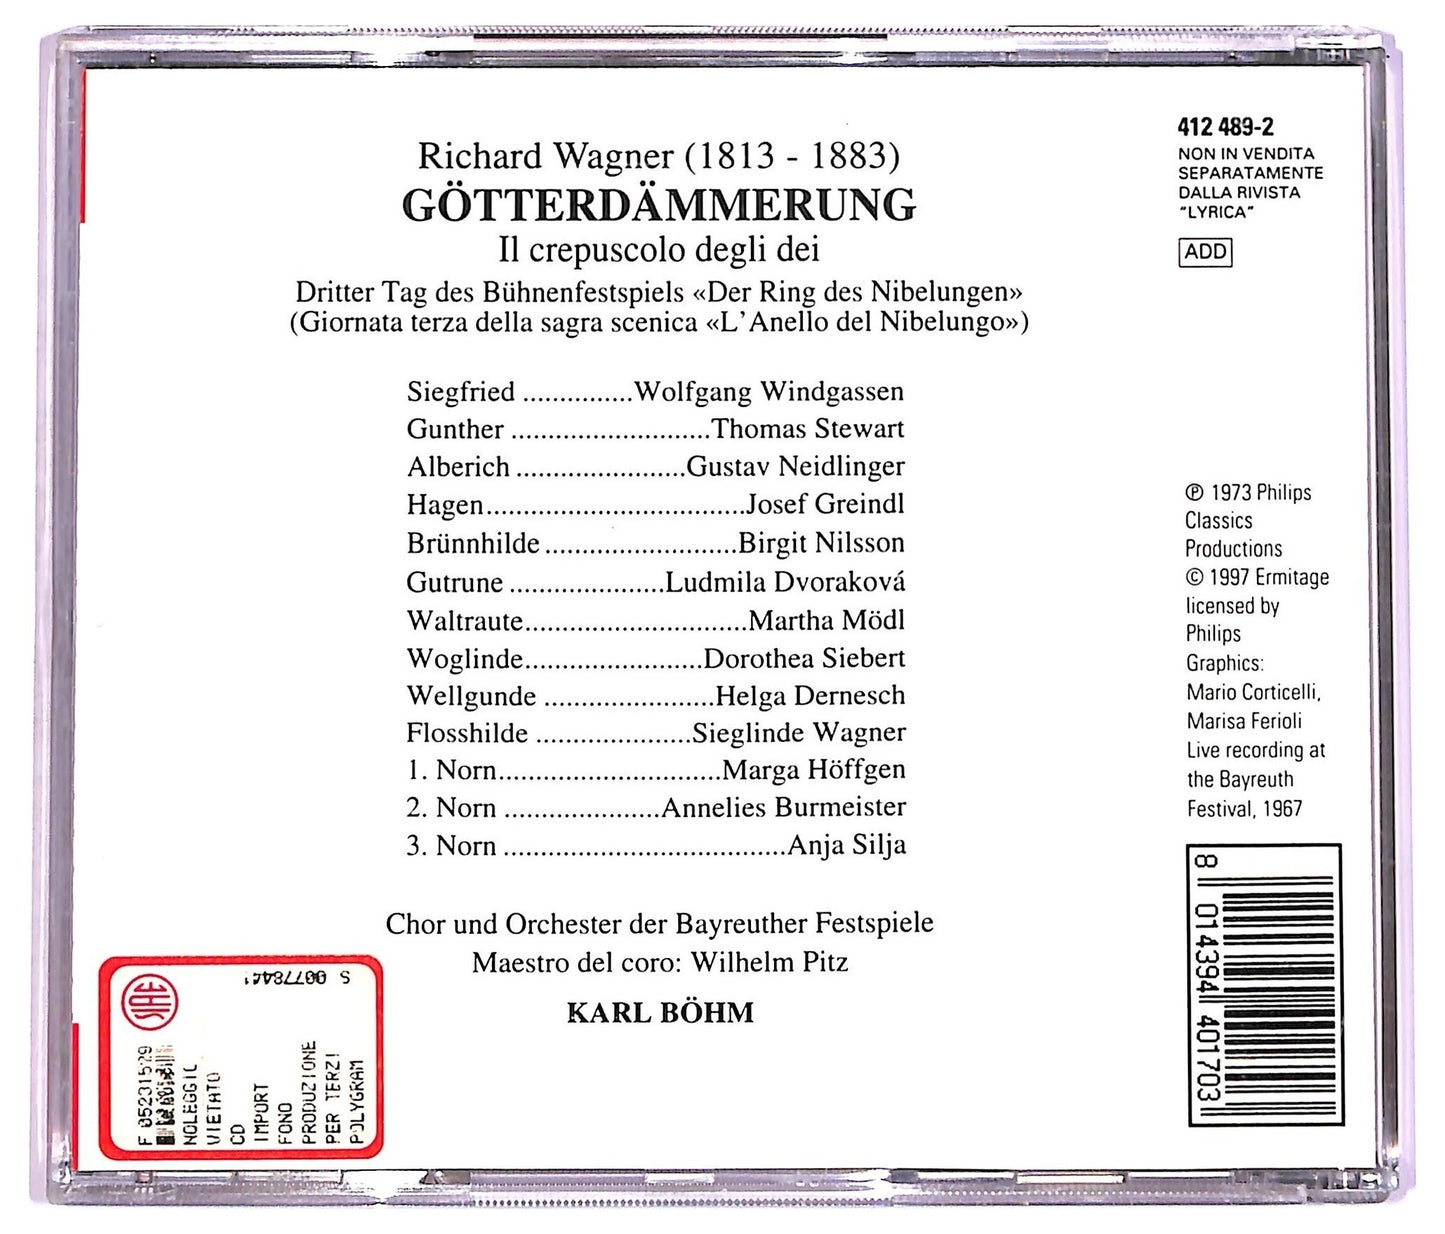 Richard Wagner (1813 - 1883)
GÖTTERDÄMMERUNG
Il crepuscolo degli dei
Dritter Tag des Bühnenfestspiels «Der Ring des Nibelungen»
(Giornata terza della sagra scenica «L'Anello del Nibelungo»)
Siegfried ...............Wolfgang Windgassen
Gunther ...........................Thomas Stewart
Alberich .......................Gustav Neidlinger
Hagen...................................Josef Greindl
Brünnhilde..........................Birgit Nilsson
Gutrune .....................Ludmila Dvoraková
Waltraute..............................Martha Mödl
Woglinde........................Dorothea Siebert
Wellgunde .......................Helga Dernesch
Flosshilde .....................Sieglinde Wagner
1. Norn..............................Marga Höffgen
2. Norn .....................Annelies Burmeister
3. Norn ......................................Anja Silja
Chor und Orchester der Bayreuther Festspiele
Maestro del coro: Wilhelm Pitz
KARL BÖHM
412 489-2
NON IN VENDITA
SEPARATAMENTE
DALLA RIVISTA
"LYRICA"
ADD
℗ 1973 Philips
Classics
Productions
© 1997 Ermitage
licensed by
Philips
Graphics:
Mario Corticelli,
Marisa Ferioli
Live recording at
the Bayreuth
Festival, 1967
8 014394 401703
SIAE
F 05231529
NOLEGGIO
VIETATO
CD
IMPORT
FONO
PRODUZIONE
PER TERZI
POLYGRAM